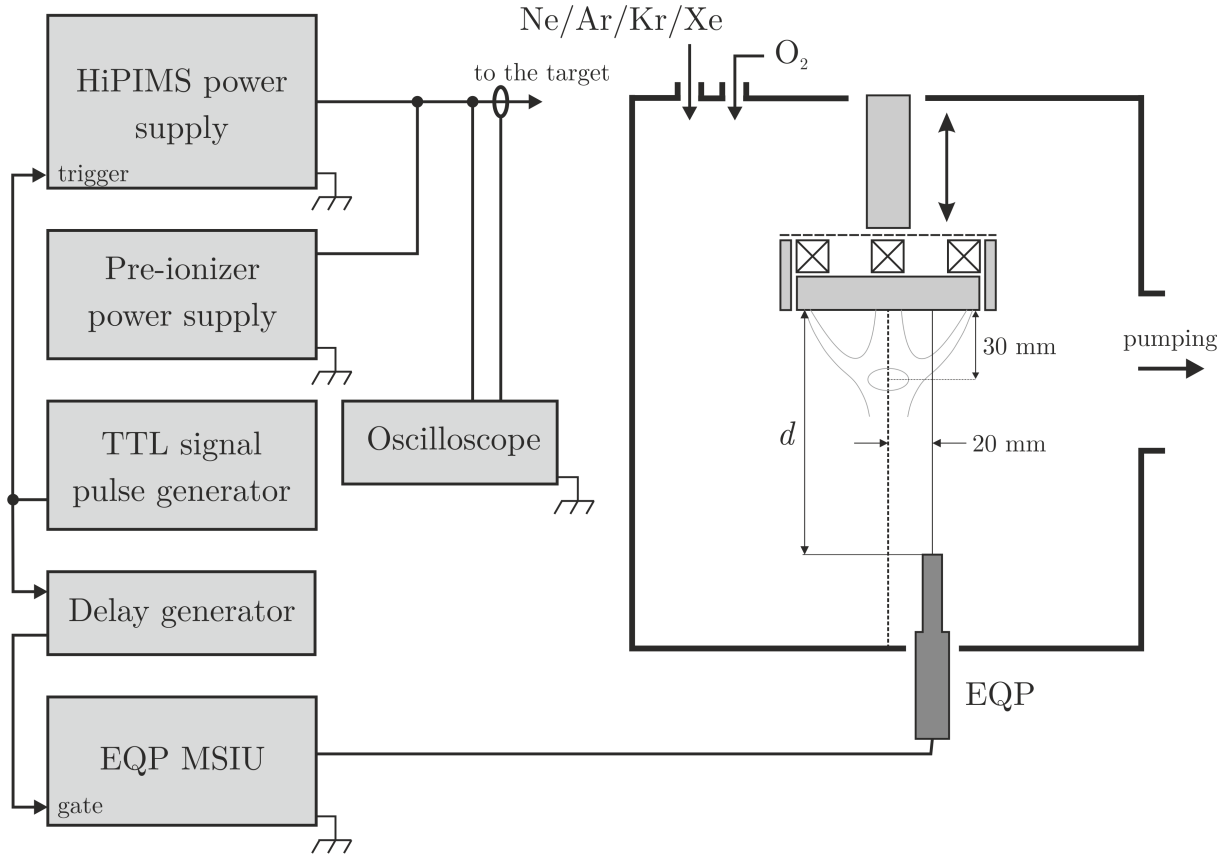 Ne/Ar/Kr/Xe
O₂
HiPIMS power
supply
trigger
to the target
Pre-ionizer
power supply
TTL signal
pulse generator
Oscilloscope
Delay generator
EQP MSIU
gate
30 mm
pumping
d
20 mm
EQP